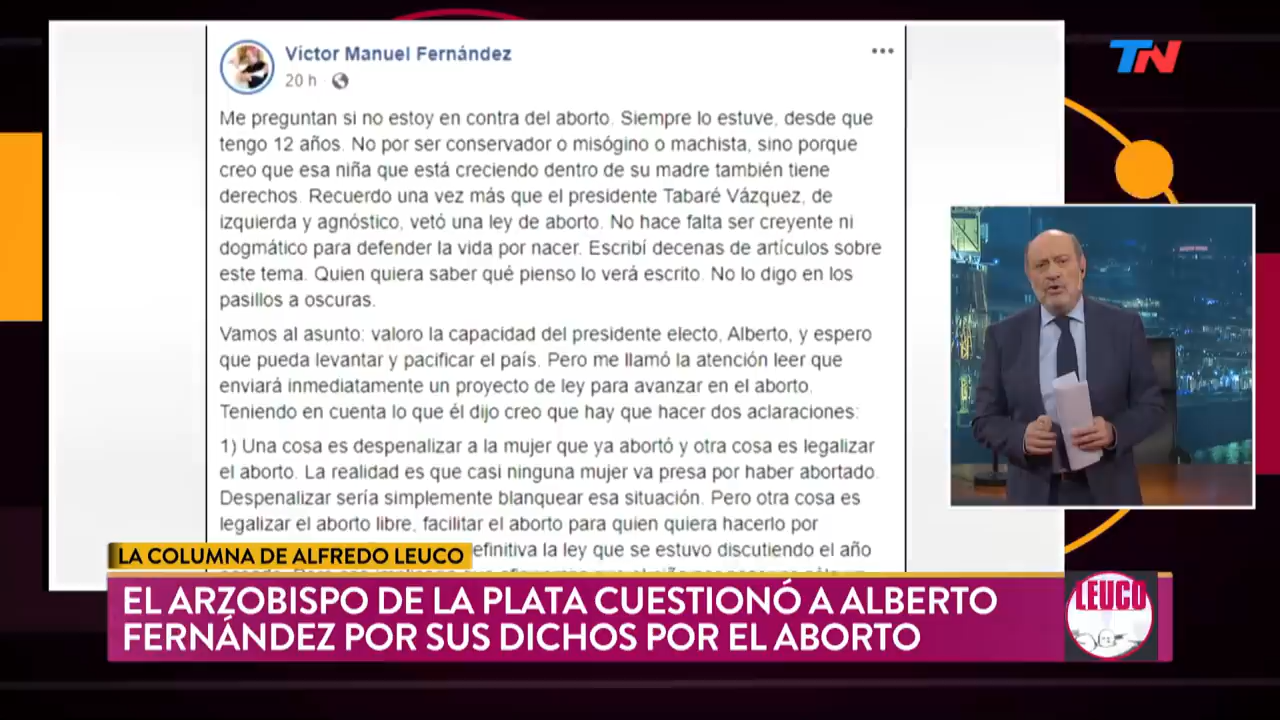 Víctor Manuel Fernández
20 h
Me preguntan si no estoy en contra del aborto. Siempre lo estuve, desde que
tengo 12 años. No por ser conservador o misógino o machista, sino porque
creo que esa niña que está creciendo dentro de su madre también tiene
derechos. Recuerdo una vez más que el presidente Tabaré Vázquez, de
izquierda y agnóstico, vetó una ley de aborto. No hace falta ser creyente ni
dogmático para defender la vida por nacer. Escribí decenas de artículos sobre
este tema. Quien quiera saber qué pienso lo verá escrito. No lo digo en los
pasillos a oscuras.
Vamos al asunto: valoro la capacidad del presidente electo, Alberto, y espero
que pueda levantar y pacificar el país. Pero me llamó la atención leer que
enviará inmediatamente un proyecto de ley para avanzar en el aborto.
Teniendo en cuenta lo que él dijo creo que hay que hacer dos aclaraciones:
1) Una cosa es despenalizar a la mujer que ya abortó y otra cosa es legalizar
el aborto. La realidad es que casi ninguna mujer va presa por haber abortado.
Despenalizar sería simplemente blanquear esa situación. Pero otra cosa es
legalizar el aborto libre, facilitar el aborto para quien quiera hacerlo por
efinitiva la ley que se estuvo discutiendo el año
TN
LA COLUMNA DE ALFREDO LEUCO
EL ARZOBISPO DE LA PLATA CUESTIONÓ A ALBERTO
FERNÁNDEZ POR SUS DICHOS POR EL ABORTO
LEUCO